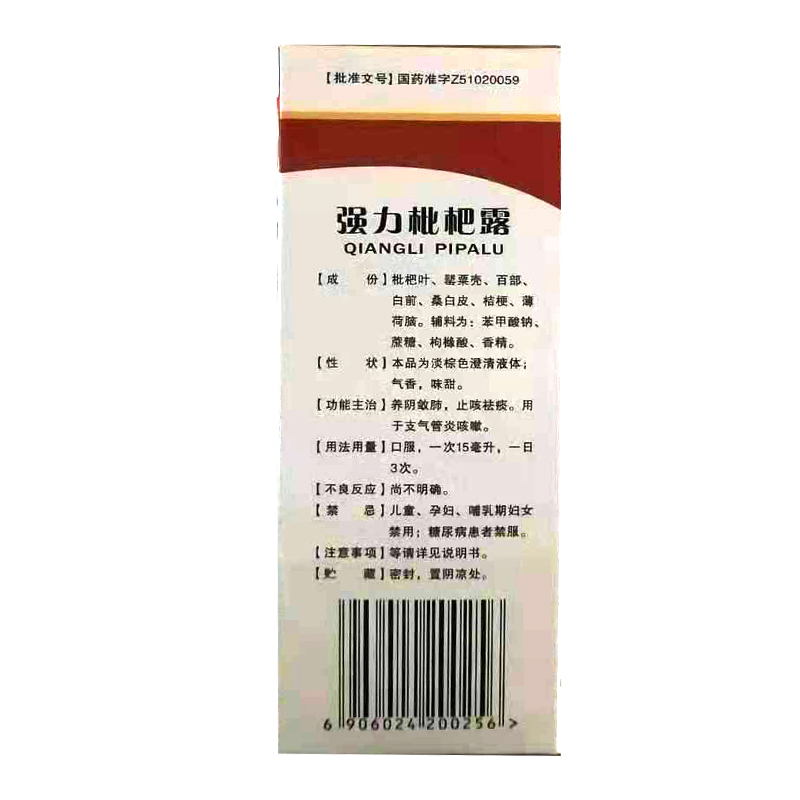 【批准文号】国药准字Z51020059
强力枇杷露
QIANGLI PIPALU
【成 份】枇杷叶、罂粟壳、百部、
白前、桑白皮、桔梗、薄
荷脑。辅料为：苯甲酸钠、
蔗糖、枸橼酸、香精。
【性 状】本品为淡棕色澄清液体；
气香，味甜。
【功能主治】养阴敛肺，止咳祛痰。用
于支气管炎咳嗽。
【用法用量】口服，一次15毫升，一日
3次。
【不良反应】尚不明确。
【禁 忌】儿童、孕妇、哺乳期妇女
禁用；糖尿病患者禁服。
【注意事项】等请详见说明书。
【贮 藏】密封，置阴凉处。
6 906024 200256 >